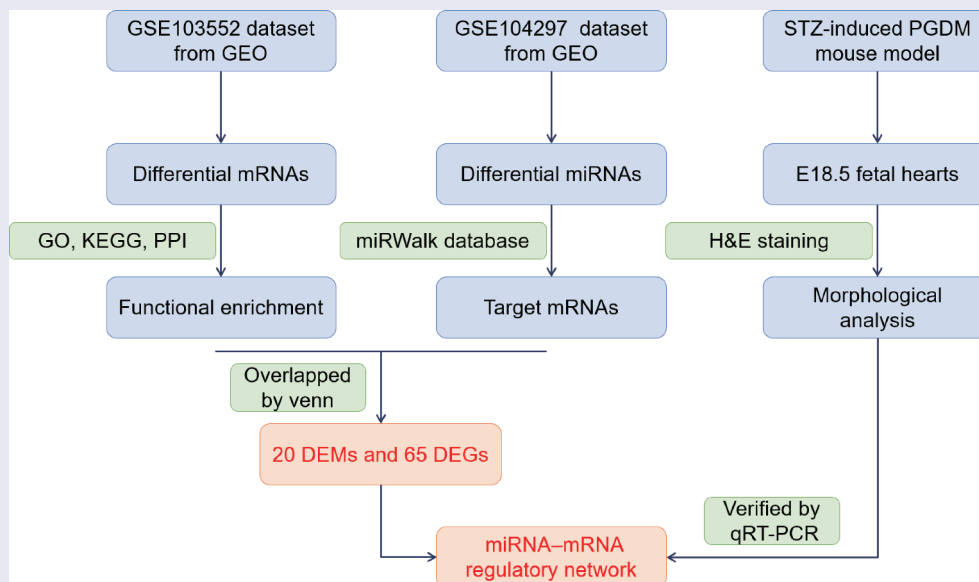 GSE103552 dataset
from GEO
GSE104297 dataset
from GEO
STZ-induced PGDM
mouse model
Differential mRNAs
Differential miRNAs
E18.5 fetal hearts
GO, KEGG, PPI
miRWalk database
H&E staining
Functional enrichment
Target mRNAs
Morphological
analysis
Overlapped
by venn
20 DEMs and 65 DEGs
Verified by
qRT-PCR
miRNA–mRNA
regulatory network